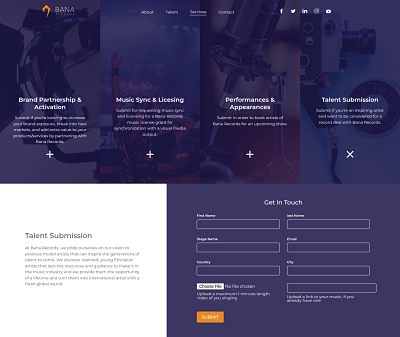 BANA
RECORDS
About
Talent
Services
Contact
Brand Partnership &
Activation
Submit if you're looking to increase
your brand exposure, break into new
markets, and add extra value to your
products/services by partnering with
Bana Records.
Music Sync & Licesing
Submit for requesting music sync
and licensing for a Bana Records
music license grant for
synchronization with a visual media
output.
Performances &
Appearances
Submit in order to book artists of
Bana Records for an upcoming show.
Talent Submission
Submit if you're an inspiring artist
and want to be considered for a
record deal with Bana Records.
Talent Submission
At Bana Records, we pride ourselves on our vision to
produce model artists that can inspire the generations of
talent to come. We discover talented, young Ethiopian
artists that lack the resources and guidance to make it in
the music industry and we provide them the opportunity
of a lifetime and turn them into international artist with a
fresh global sound.
Get in Touch
First Name
last Name
Stage Name
Email
Country
City
Choose File No file chosen
Upload a maximum 1-minute length
video of you singing
Upload a link to your music, if you
already have one.
SUBMIT